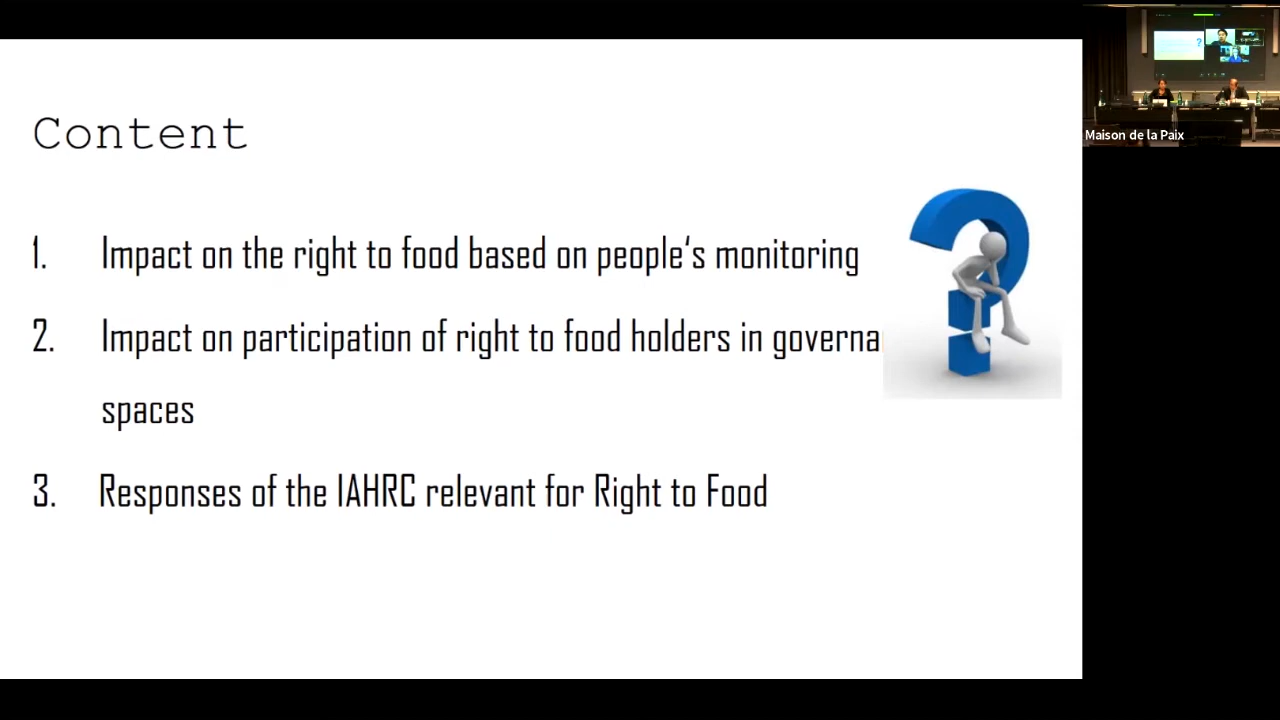 Content
1. Impact on the right to food based on people's monitoring
2. Impact on participation of right to food holders in governa
spaces
3. Responses of the IAHRC relevant for Right to Food
Maison de la Paix